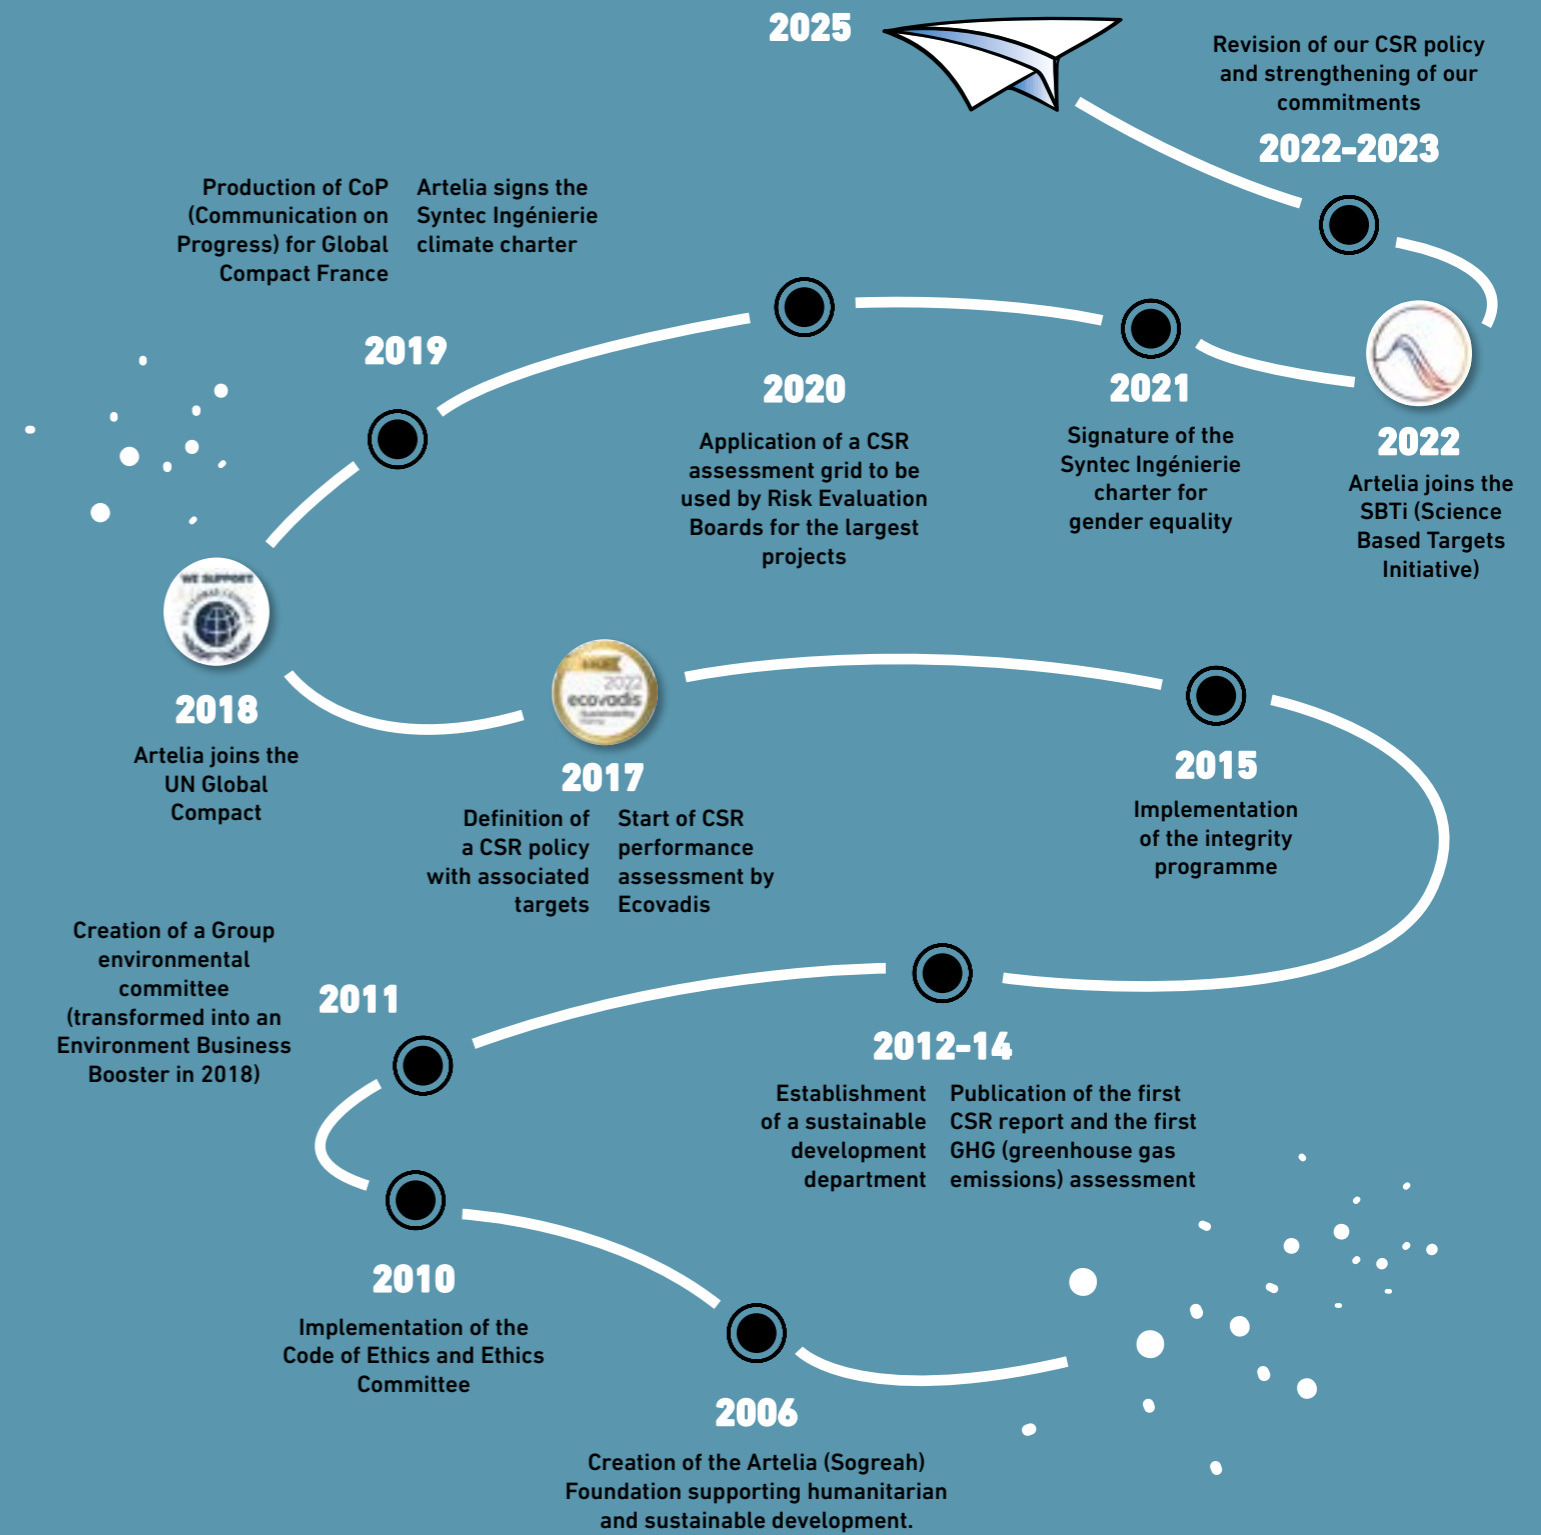 2025
Revision of our CSR policy
and strengthening of our
commitments
2022-2023
Production of CoP
(Communication on
Progress) for Global
Compact France
Artelia signs the
Syntec Ingénierie
climate charter
2019
2020
Application of a CSR
assessment grid to be
used by Risk Evaluation
Boards for the largest
projects
2021
Signature of the
Syntec Ingénierie
charter for
gender equality
2022
Artelia joins the
SBTi (Science
Based Targets
Initiative)
WE SUPPORT
2018
Artelia joins the
UN Global
Compact
2022
ecovadis
Sustainability
2017
Definition of
a CSR policy
with associated
targets
Start of CSR
performance
assessment by
Ecovadis
2015
Implementation
of the integrity
programme
Creation of a Group
environmental
committee
(transformed into an
Environment Business
Booster in 2018)
2011
2012-14
Establishment
of a sustainable
development
department
Publication of the first
CSR report and the first
GHG (greenhouse gas
emissions) assessment
2010
Implementation of the
Code of Ethics and Ethics
Committee
2006
Creation of the Artelia (Sogreah)
Foundation supporting humanitarian
and sustainable development.